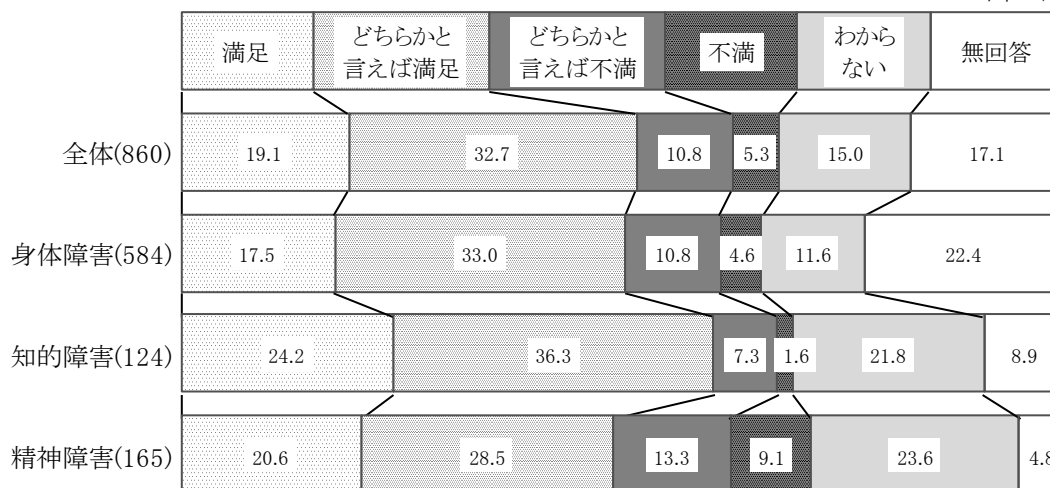 満足
どちらかと
言えば満足
どちらかと
言えば不満
不満
わから
ない
無回答
全体(860)
19.1
32.7
10.8
5.3
15.0
17.1
身体障害(584)
17.5
33.0
10.8
4.6
11.6
22.4
知的障害(124)
24.2
36.3
7.3
1.6
21.8
8.9
精神障害(165)
20.6
28.5
13.3
9.1
23.6
4.8